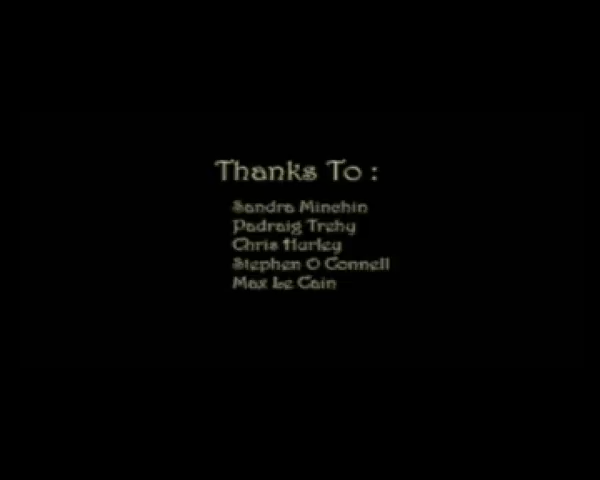 Thanks To :
Sandra Minchin
Padraig Trehy
Chris Hurley
Stephen O Connell
Max Le Cain